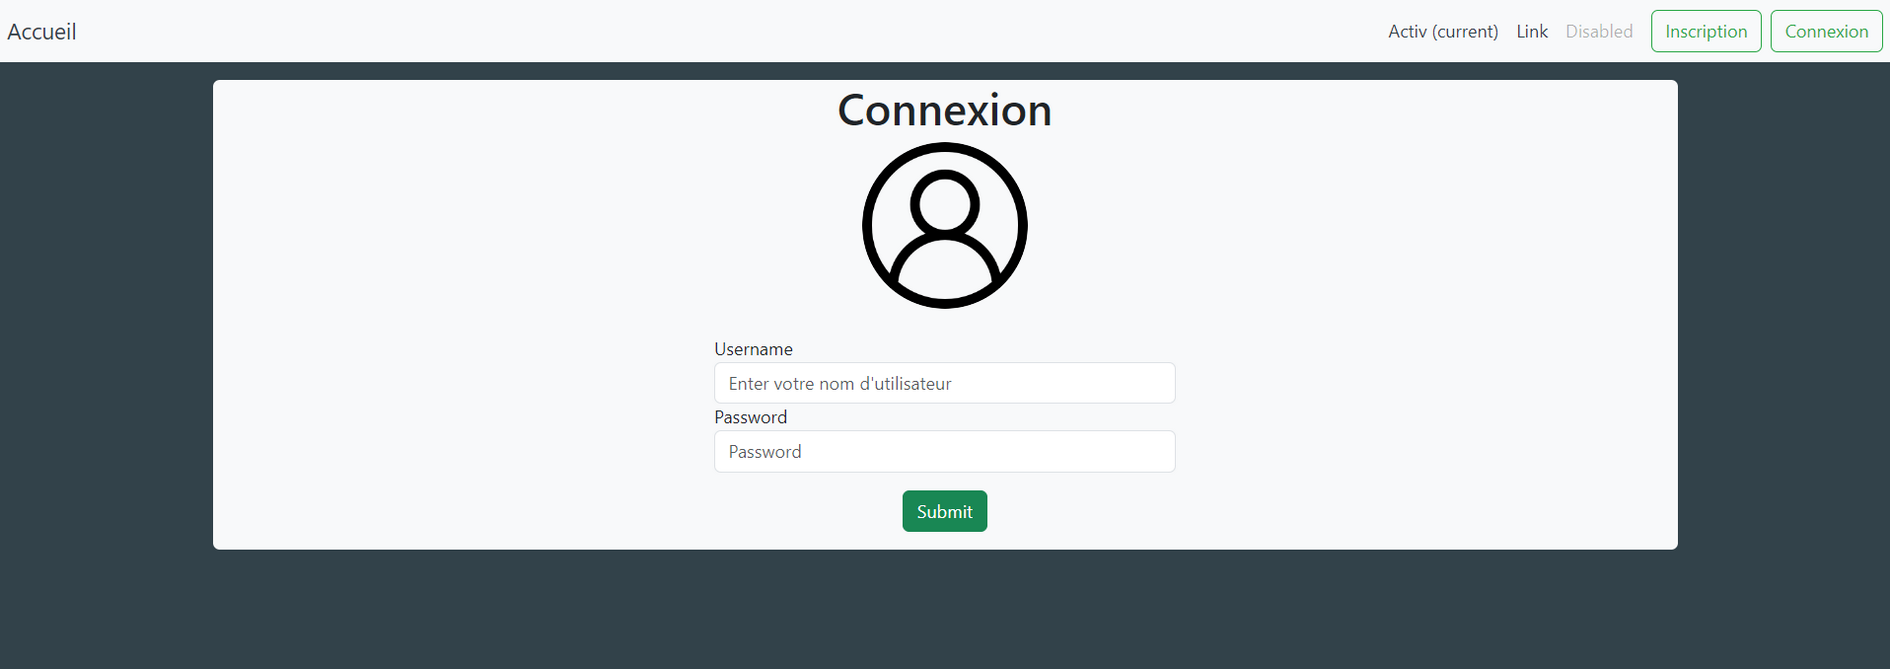 Accueil Activ (current) Link Disabled Inscription Connexion
Connexion
Username
Enter votre nom d'utilisateur
Password
Password
Submit